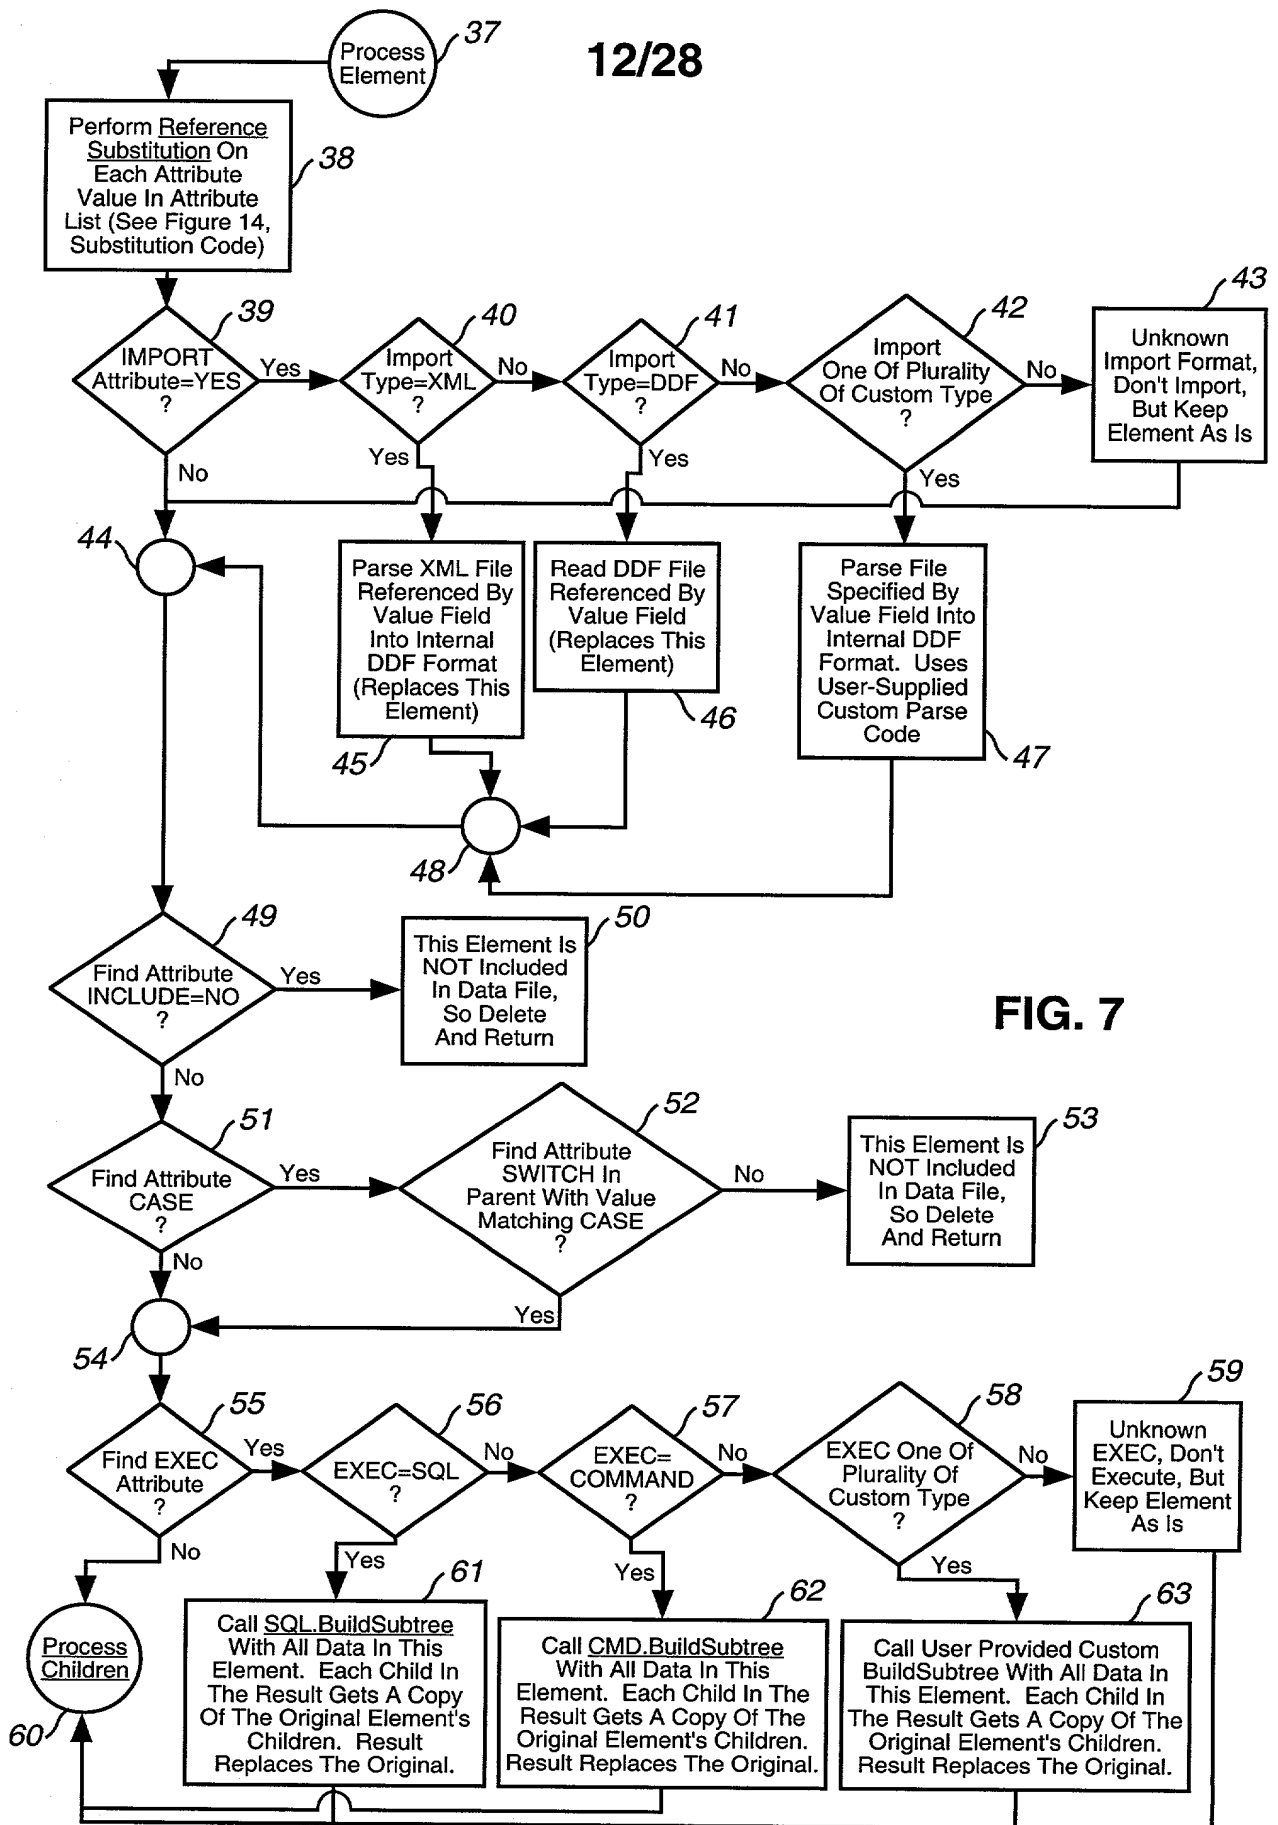 37
12/28
Process
Element
Perform Reference
Substitution On
Each Attribute
Value In Attribute
List (See Figure 14,
Substitution Code)
38
39
IMPORT
Attribute=YES
?
Yes
No
40
Import
Type=XML
?
No
Yes
41
Import
Type=DDF
?
No
Yes
42
Import
One Of Plurality
Of Custom Type
?
No
Yes
43
Unknown
Import Format,
Don't Import,
But Keep
Element As Is
44
Parse XML File
Referenced By
Value Field
Into Internal
DDF Format
(Replaces This
Element)
45
Read DDF File
Referenced By
Value Field
(Replaces This
Element)
46
Parse File
Specified By
Value Field Into
Internal DDF
Format. Uses
User-Supplied
Custom Parse
Code
47
48
49
Find Attribute
INCLUDE=NO
?
Yes
No
50
This Element Is
NOT Included
In Data File,
So Delete
And Return
FIG. 7
51
Find Attribute
CASE
?
Yes
No
52
Find Attribute
SWITCH In
Parent With Value
Matching CASE
?
No
Yes
53
This Element Is
NOT Included
In Data File,
So Delete
And Return
54
55
Find EXEC
Attribute
?
Yes
No
56
EXEC=SQL
?
No
Yes
57
EXEC=
COMMAND
?
No
Yes
58
EXEC One Of
Plurality Of
Custom Type
?
No
Yes
59
Unknown
EXEC, Don't
Execute, But
Keep Element
As Is
Process
Children
60
61
Call SQL.BuildSubtree
With All Data In This
Element. Each Child In
The Result Gets A Copy
Of The Original Element's
Children. Result
Replaces The Original.
62
Call CMD.BuildSubtree
With All Data In This
Element. Each Child In The
Result Gets A Copy Of The
Original Element's Children.
Result Replaces The Original.
63
Call User Provided Custom
BuildSubtree With All Data In
This Element. Each Child In
The Result Gets A Copy Of The
Original Element's Children.
Result Replaces The Original.